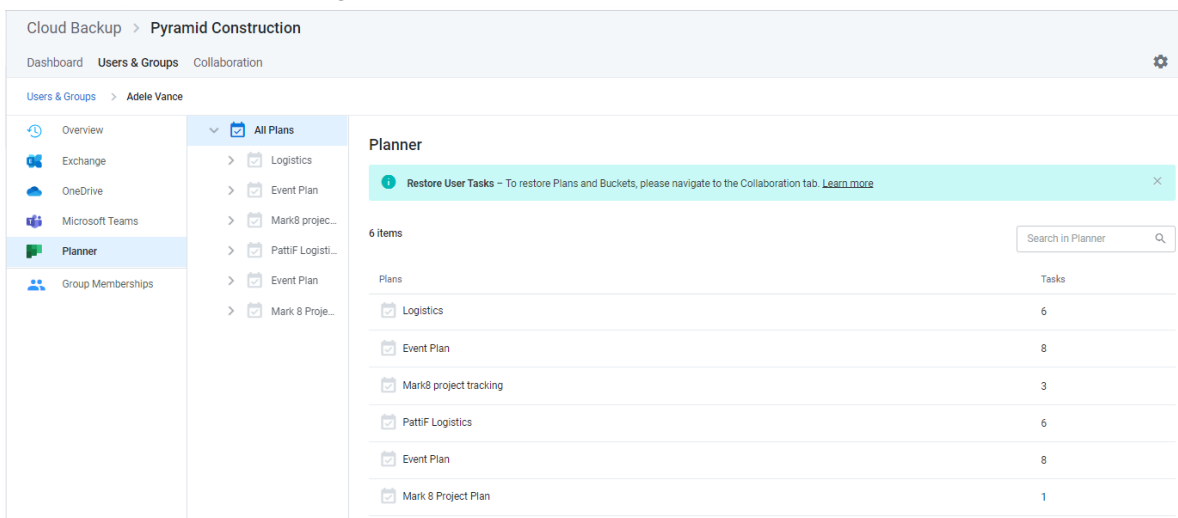 Cloud Backup > Pyramid Construction
Dashboard Users & Groups Collaboration
Users & Groups > Adele Vance
Overview
Exchange
OneDrive
Microsoft Teams
Planner
Group Memberships
All Plans
Logistics
Event Plan
Mark8 projec...
PattiF Logisti...
Event Plan
Mark 8 Proje...
Planner
Restore User Tasks – To restore Plans and Buckets, please navigate to the Collaboration tab. Learn more
6 items
Search in Planner
Plans Tasks
Logistics 6
Event Plan 8
Mark8 project tracking 3
PattiF Logistics 6
Event Plan 8
Mark 8 Project Plan 1